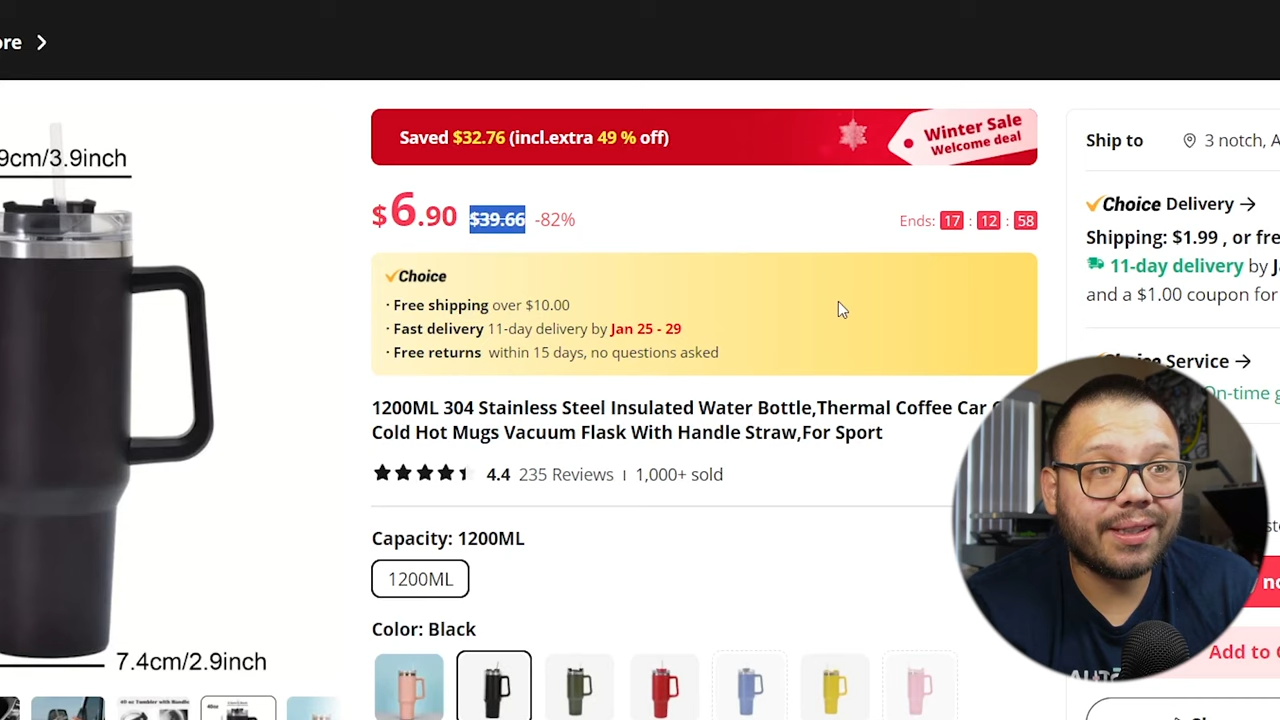 ore >
Saved $32.76 (incl.extra 49 % off)
Winter Sale
Welcome deal
$6.90 $39.66 -82%
Ends: 17 : 12 : 58
Choice
· Free shipping over $10.00
· Fast delivery 11-day delivery by Jan 25 - 29
· Free returns within 15 days, no questions asked
1200ML 304 Stainless Steel Insulated Water Bottle,Thermal Coffee Car
Cold Hot Mugs Vacuum Flask With Handle Straw,For Sport
4.4 235 Reviews | 1,000+ sold
Capacity: 1200ML
1200ML
Color: Black
9cm/3.9inch
7.4cm/2.9inch
Ship to 3 notch, A
Choice Delivery →
Shipping: $1.99 , or fre
11-day delivery by J
and a $1.00 coupon for
Service →
On-time g
Add to